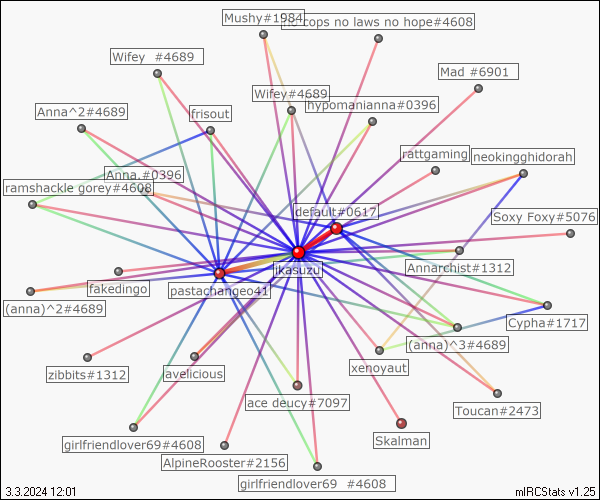 Mushy#1984
no cops no laws no hope#4608
Wifey  #4689
Mad #6901
Wifey#4689
hypomanianna#0396
Anna^2#4689
frisout
rattgaming
neokingghidorah
Anna.#0396
ramshackle gorey#4608
default#0617
Soxy Foxy#5076
jkasuzu
Annarchist#1312
fakedingo
pastachangeo41
(anna)^2#4689
Cypha#1717
(anna)^3#4689
xenoyaut
zibbits#1312
avelicious
ace deucy#7097
Toucan#2473
girlfriendlover69#4608
Skalman
AlpineRooster#2156
girlfriendlover69  #4608
3.3.2024 12:01
mIRCStats v1.25